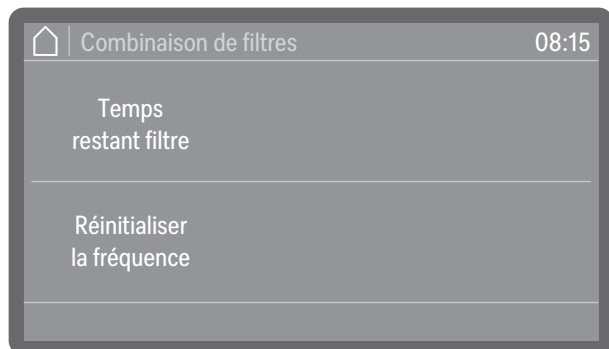 Combinaison de filtres 08:15
Temps
restant filtre
Réinitialiser
la fréquence